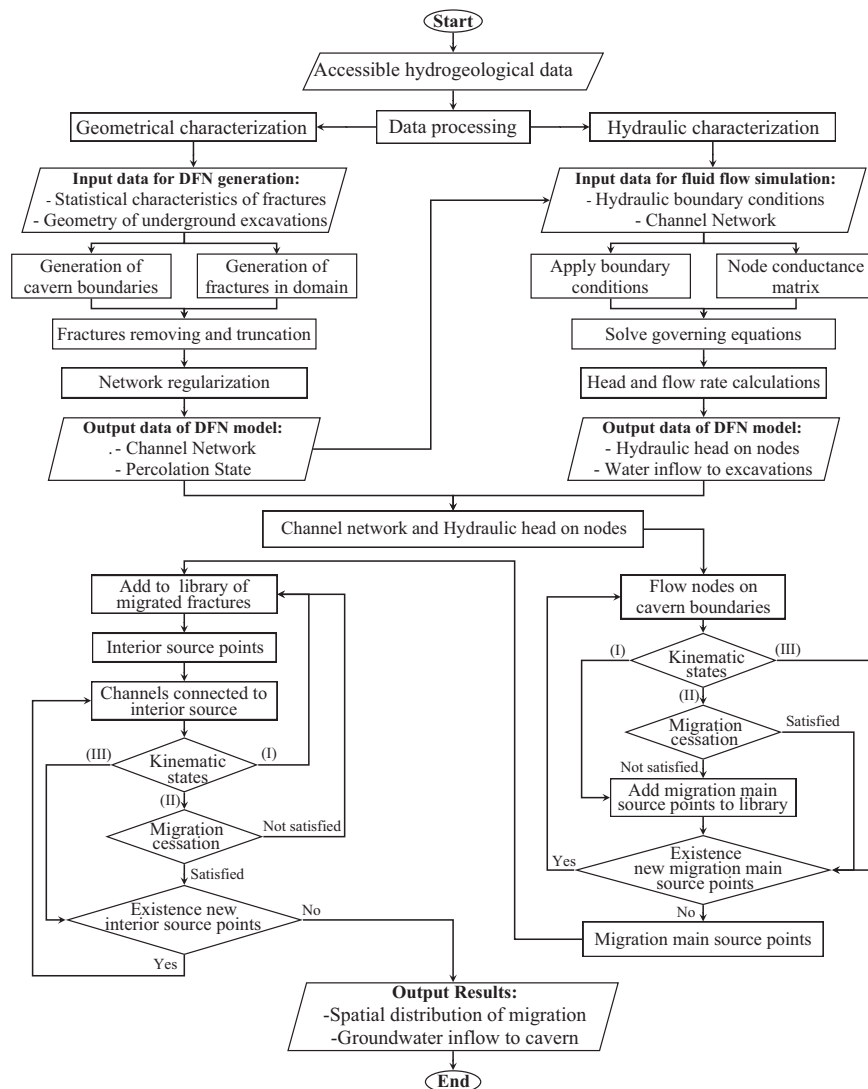 Start
Accessible hydrogeological data
Geometrical characterization
Data processing
Hydraulic characterization
Input data for DFN generation:
- Statistical characteristics of fractures
- Geometry of underground excavations
Input data for fluid flow simulation:
- Hydraulic boundary conditions
- Channel Network
Generation of
cavern boundaries
Generation of
fractures in domain
Apply boundary
conditions
Node conductance
matrix
Fractures removing and truncation
Solve governing equations
Network regularization
Head and flow rate calculations
Output data of DFN model:
.- Channel Network
- Percolation State
Output data of DFN model:
- Hydraulic head on nodes
- Water inflow to excavations
Channel network and Hydraulic head on nodes
Add to library of
migrated fractures
Interior source points
Channels connected to
interior source
(III)
Kinematic
states
(I)
(II)
Migration
cessation
Not satisfied
Satisfied
Existence new
interior source points
No
Yes
Flow nodes on
cavern boundaries
(I)
Kinematic
states
(III)
(II)
Migration
cessation
Satisfied
Not satisfied
Add migration main
source points to library
Yes
Existence
new migration main
source points
No
Migration main source points
Output Results:
-Spatial distribution of migration
-Groundwater inflow to cavern
End